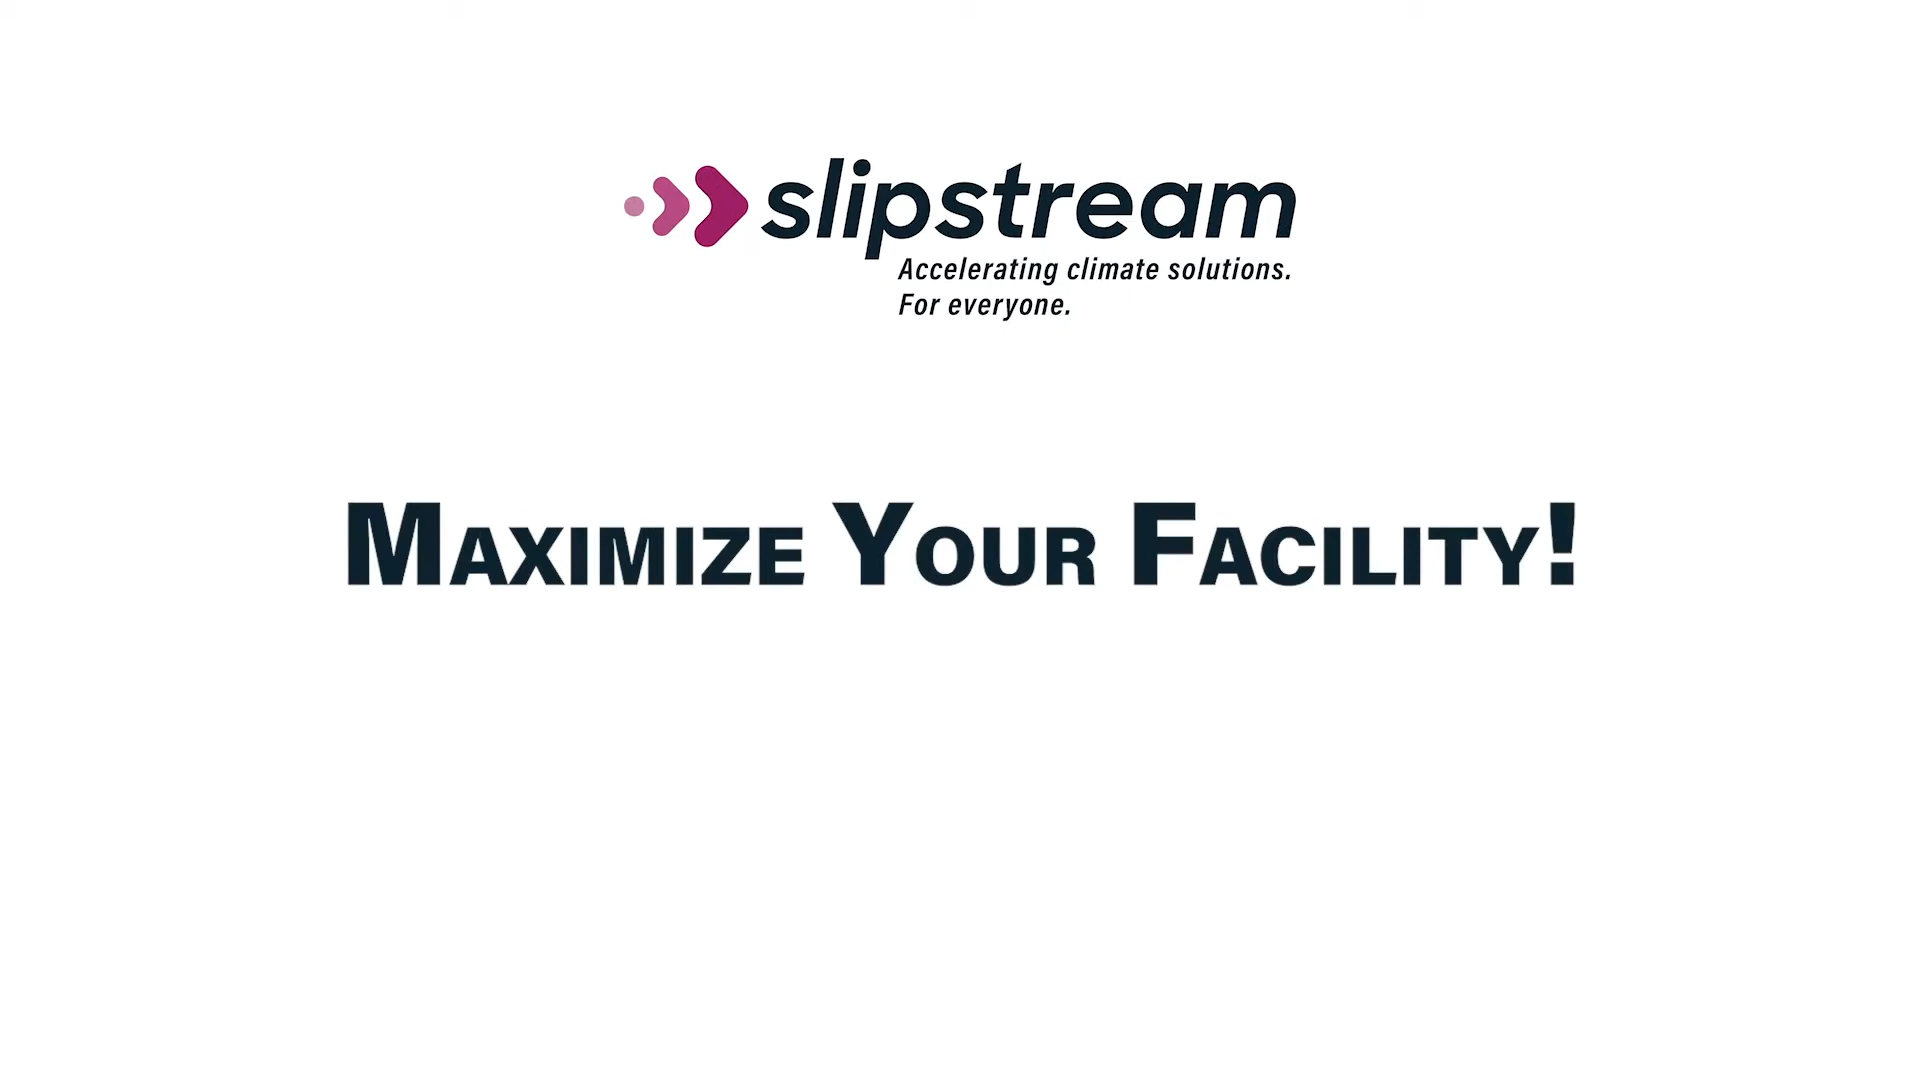 slipstream
Accelerating climate solutions.
For everyone.
Maximize Your Facility!